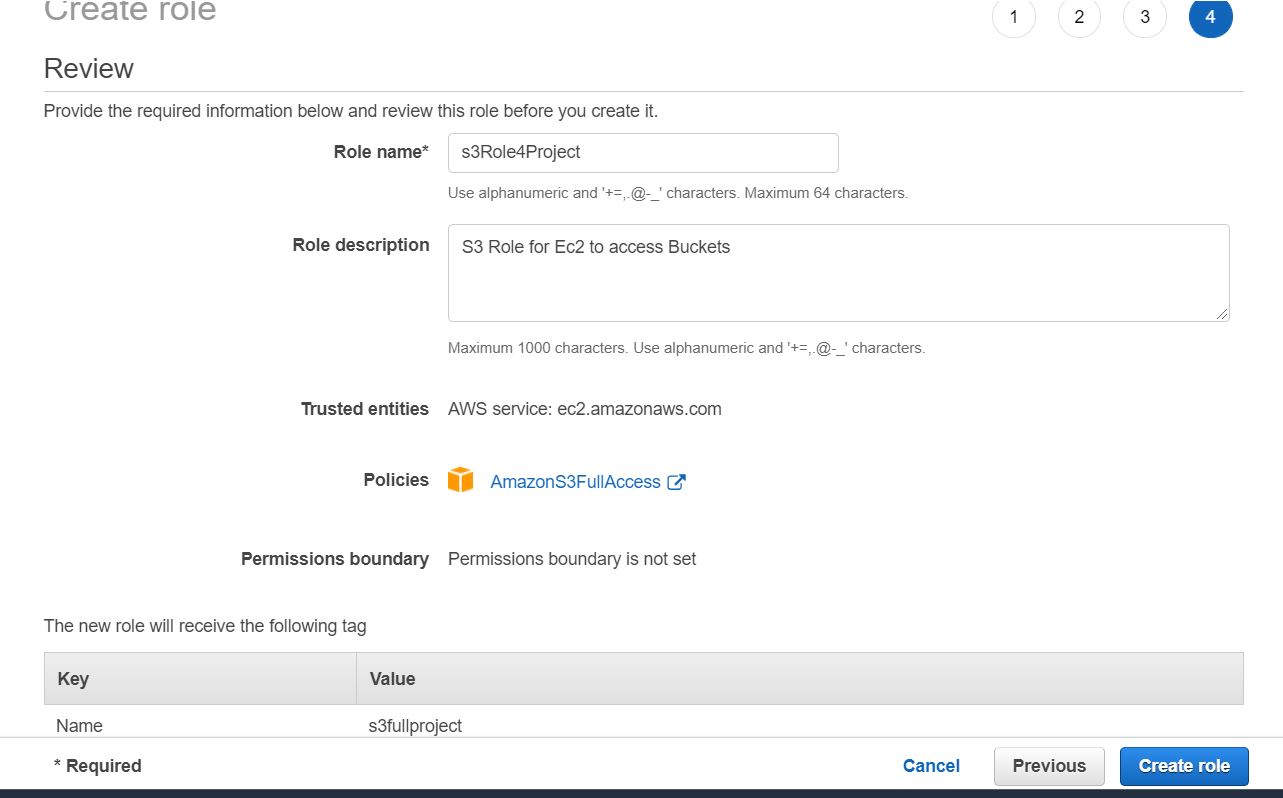 Create role
1 2 3 4
Review
Provide the required information below and review this role before you create it.
Role name* s3Role4Project
Use alphanumeric and '+=,.@-_' characters. Maximum 64 characters.
Role description S3 Role for Ec2 to access Buckets
Maximum 1000 characters. Use alphanumeric and '+=,.@-_' characters.
Trusted entities AWS service: ec2.amazonaws.com
Policies AmazonS3FullAccess
Permissions boundary Permissions boundary is not set
The new role will receive the following tag
Key Value
Name s3fullproject
* Required Cancel Previous Create role